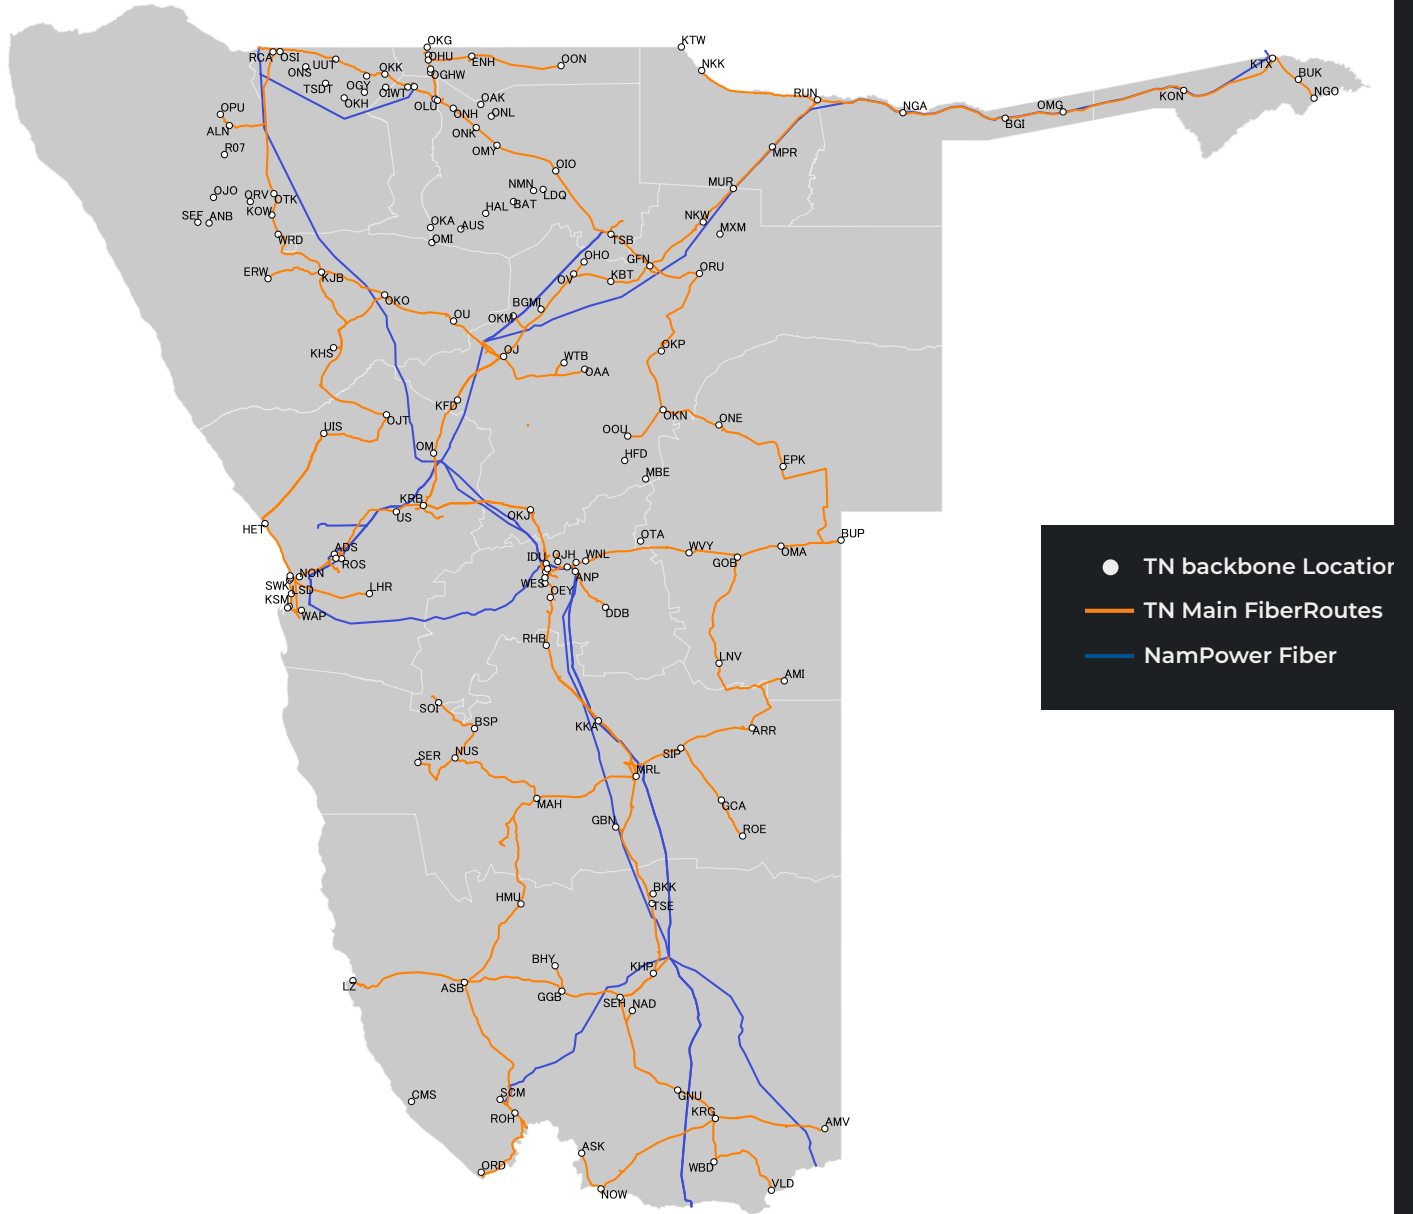 OKG
KTW
RCA
OSI
OHU
ENH
OON
KTX
ONS
UUT
OKK
OGHW
NKK
BUK
TSDT
OGY
OIWT
OKH
RUN
KON
NGO
OPU
OLU
OAK
NGA
OMG
ONH
ONL
BGI
ALN
ONK
R07
OMY
MPR
OIO
OJO
ORV
OTK
NMN
LDQ
MUR
SEF
ANB
KOW
HAL
BAT
NKW
OKA
AUS
MXM
WRD
OMI
TSB
ERW
KJB
OHO
GFN
ORU
OV
KBT
OKO
BGMI
OU
OKM
KHS
OJ
WTB
OKP
OAA
KFD
OJT
OKN
ONE
UIS
OOU
OM
HFD
EPK
MBE
KRB
US
OKJ
HET
OTA
BUP
ADS
IDU
OJH
WNL
WVY
OMA
ROS
GOB
TN backbone Location
NON
ANP
SWK
WES
LSD
LHR
OEY
KSM
WAP
DDB
TN Main FiberRoutes
RHB
LNV
NamPower Fiber
AMI
SOI
BSP
KKA
ARR
SER
NUS
SIP
MRL
MAH
GCA
GBN
ROE
BKK
HMU
TSE
BHY
KHP
LZ
ASB
GGB
SEH
NAD
CMS
SCM
GNU
ROH
KRG
AMV
ASK
ORD
WBD
NOW
VLD